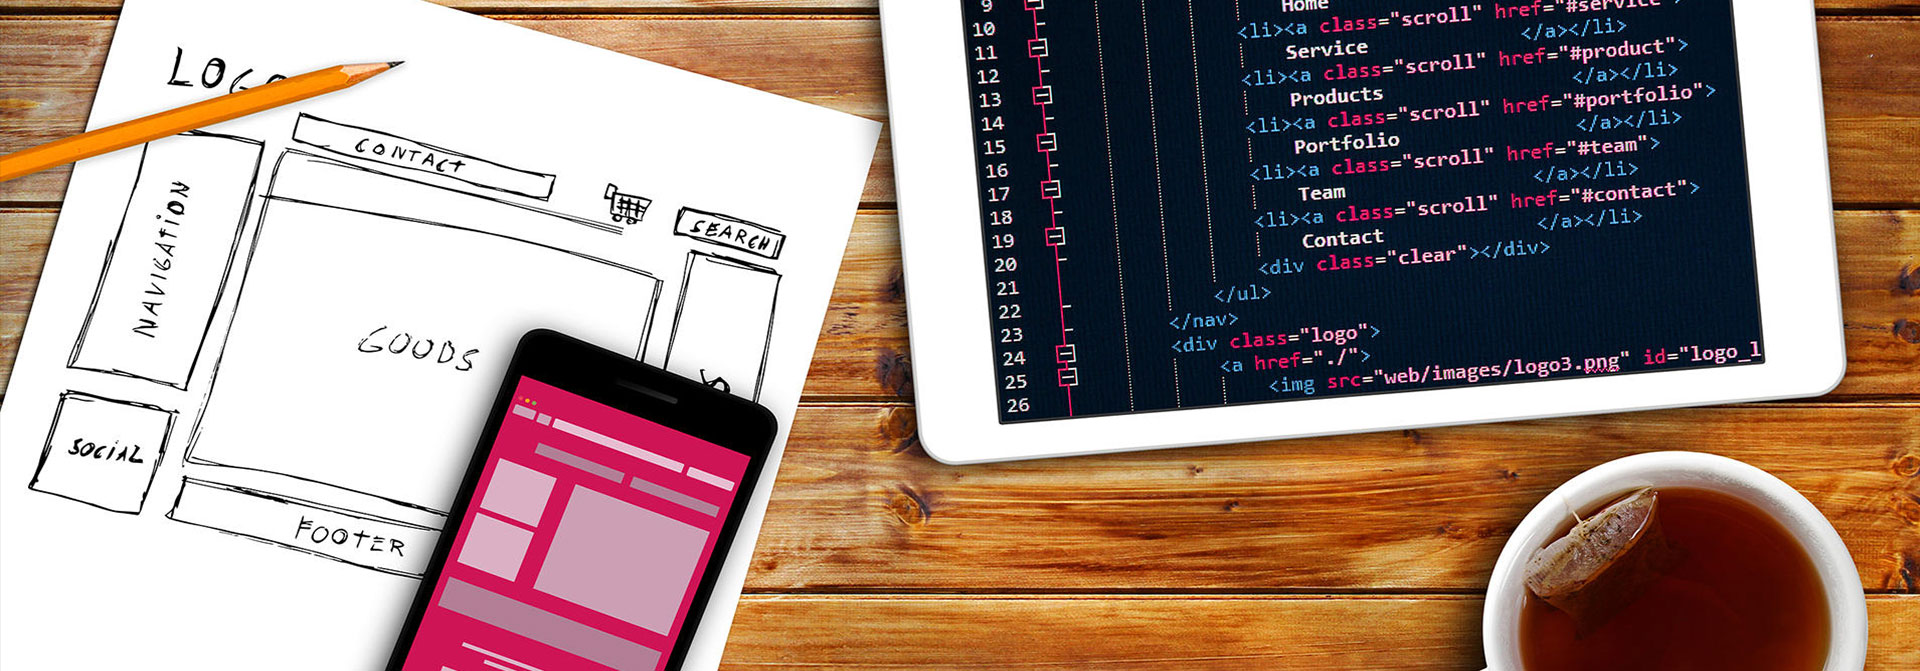 LOGO
CONTACT
NAVIGATION
SEARCH
GOODS
SOCIAL
FOOTER
9 Home
10 <li><a class="scroll" href="#service">
11 Service </a></li>
12 <li><a class="scroll" href="#product">
13 Products </a></li>
14 <li><a class="scroll" href="#portfolio">
15 Portfolio </a></li>
16 <li><a class="scroll" href="#team">
17 Team </a></li>
18 <li><a class="scroll" href="#contact">
19 Contact </a></li>
20 <div class="clear"></div>
21 </ul>
22 </nav>
23 <div class="logo">
24 <a href="./">
25 <img src="web/images/logo3.png" id="logo_l
26